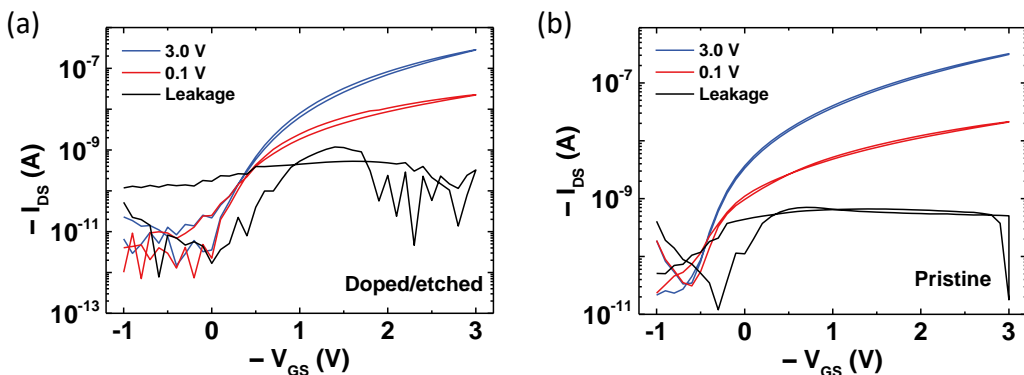 (a)
3.0 V
0.1 V
Leakage
10⁻⁷
10⁻⁹
10⁻¹¹
10⁻¹³
– I_DS (A)
Doped/etched
-1 0 1 2 3
– V_GS (V)
(b)
3.0 V
0.1 V
Leakage
10⁻⁵
10⁻⁷
10⁻⁹
10⁻¹¹
– I_DS (A)
Pristine
-1 0 1 2 3
– V_GS (V)